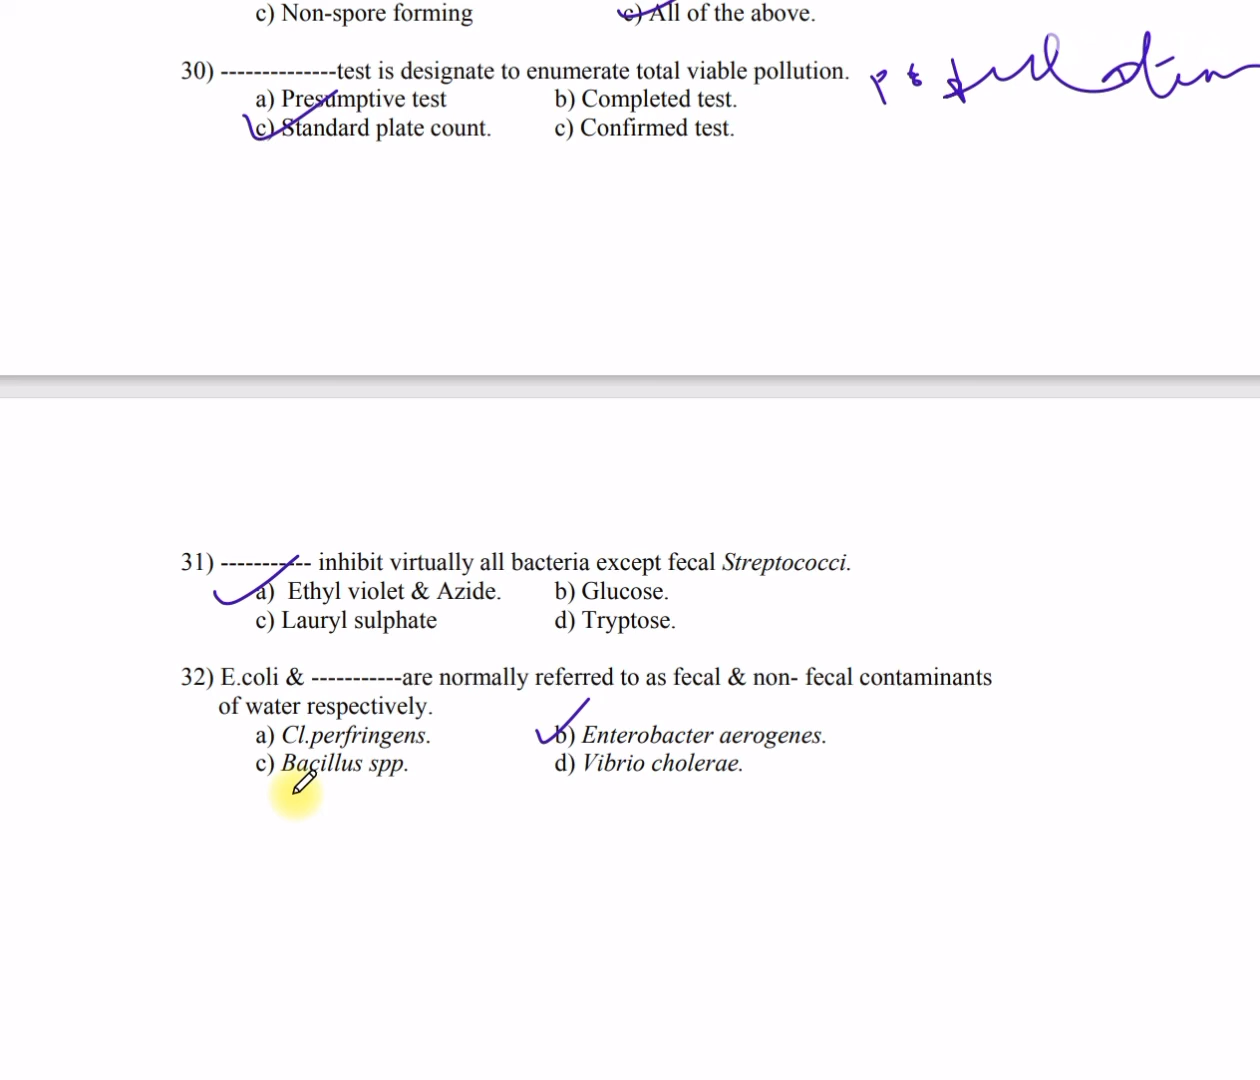 c) Non-spore forming c) All of the above.
30) --------------test is designate to enumerate total viable pollution.
a) Presumptive test b) Completed test.
c) Standard plate count. c) Confirmed test.
31) ----------- inhibit virtually all bacteria except fecal Streptococci.
a) Ethyl violet & Azide. b) Glucose.
c) Lauryl sulphate d) Tryptose.
32) E.coli & -----------are normally referred to as fecal & non- fecal contaminants
of water respectively.
a) Cl.perfringens. b) Enterobacter aerogenes.
c) Bacillus spp. d) Vibrio cholerae.